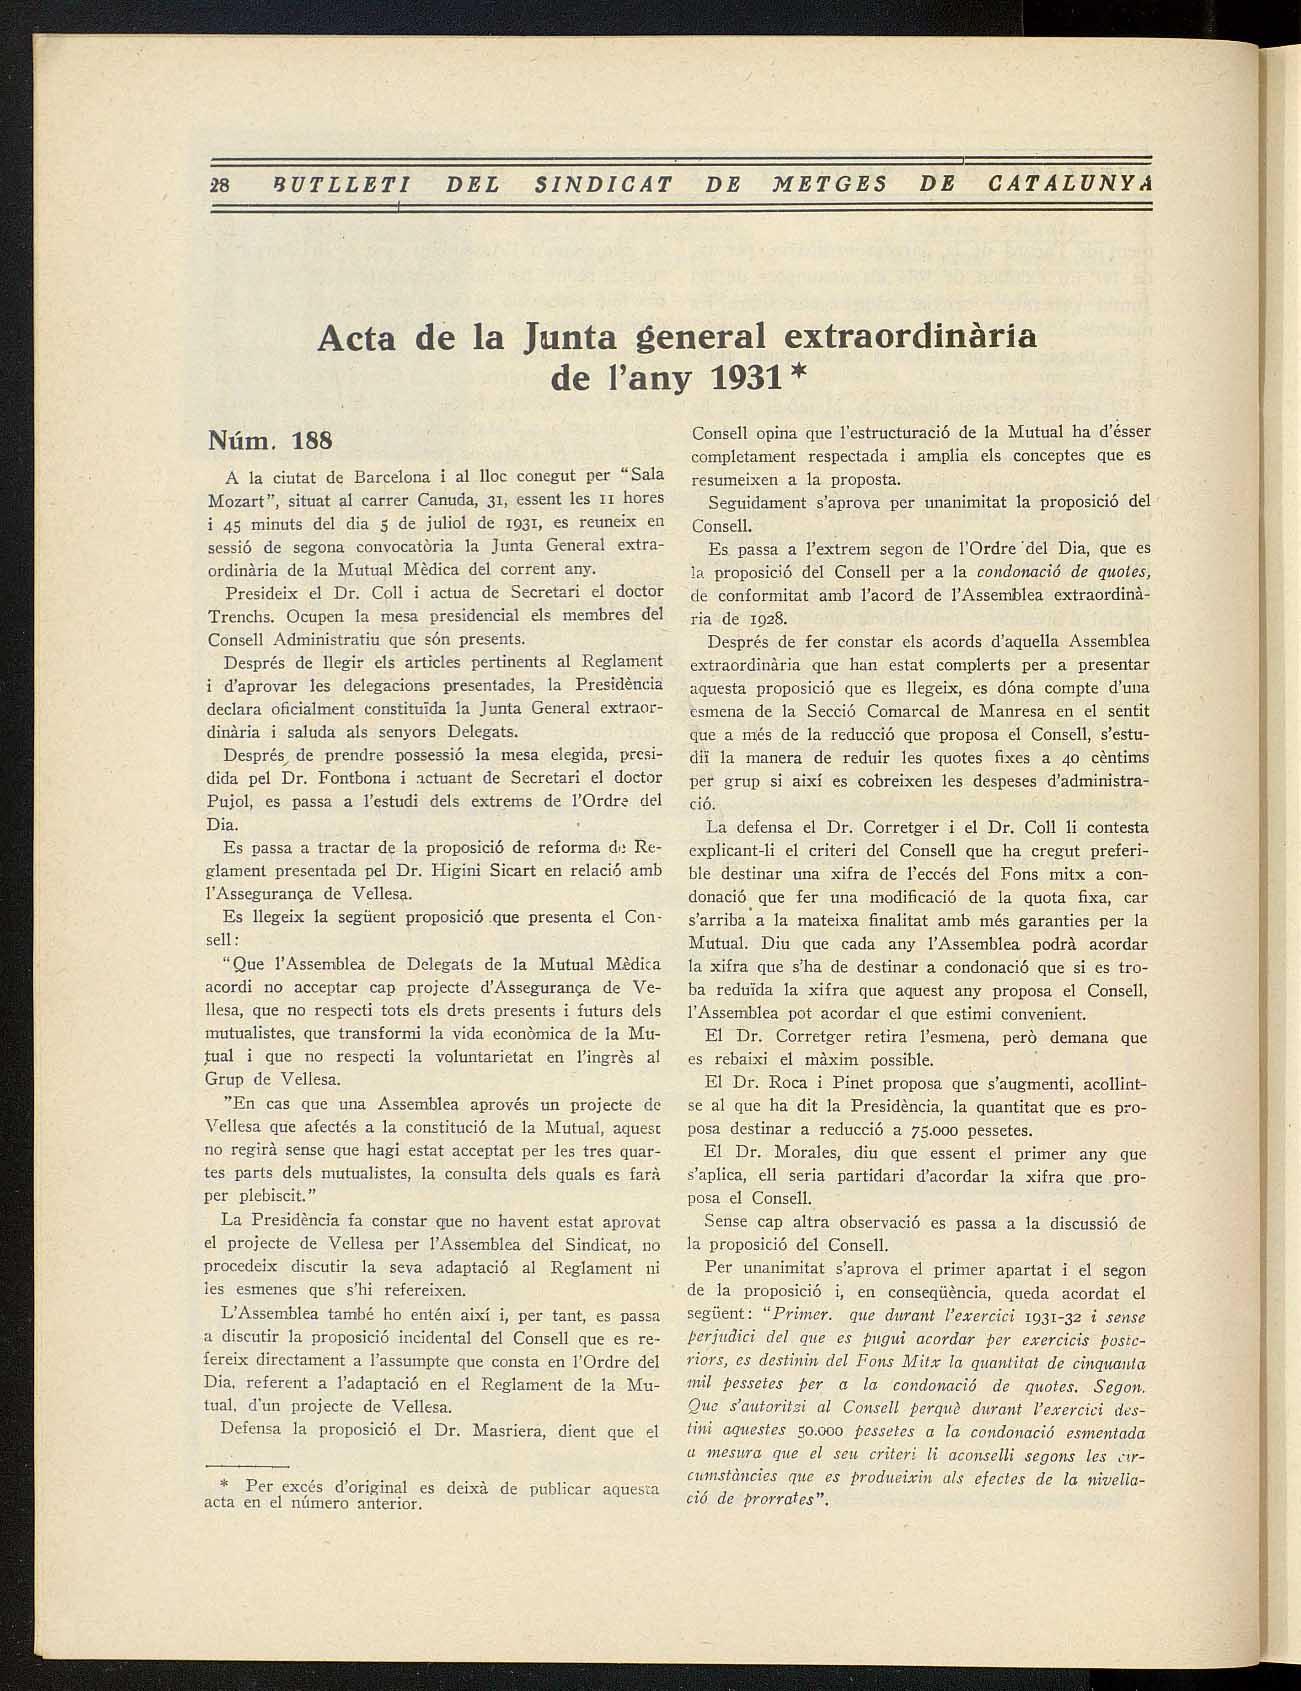 28 BUTLLETI DEL SINDICAT DE METGES DE CATALUNYA
Acta de la Junta general extraordinària
de l'any 1931*
Núm. 188
A la ciutat de Barcelona i al lloc conegut per "Sala
Mozart", situat al carrer Canuda, 31, essent les 11 hores
i 45 minuts del dia 5 de juliol de 1931, es reuneix en
sessió de segona convocatòria la Junta General extra-
ordinària de la Mutual Mèdica del corrent any.
Presideix el Dr. Coll i actua de Secretari el doctor
Trenchs. Ocupen la mesa presidencial els membres del
Consell Administratiu que són presents.
Després de llegir els articles pertinents al Reglament
i d'aprovar les delegacions presentades, la Presidència
declara oficialment constituïda la Junta General extraor-
dinària i saluda als senyors Delegats.
Després de prendre possessió la mesa elegida, presi-
dida pel Dr. Fontbona i actuant de Secretari el doctor
Pujol, es passa a l'estudi dels extrems de l'Ordre del
Dia.
Es passa a tractar de la proposició de reforma de Re-
glament presentada pel Dr. Higini Sicart en relació amb
l'Assegurança de Vellesa.
Es llegeix la següent proposició que presenta el Con-
sell:
"Que l'Assemblea de Delegats de la Mutual Mèdica
acordi no acceptar cap projecte d'Assegurança de Ve-
llesa, que no respecti tots els drets presents i futurs dels
mutualistes, que transformi la vida econòmica de la Mu-
tual i que no respecti la voluntarietat en l'ingrès al
Grup de Vellesa.
"En cas que una Assemblea aprovés un projecte de
Vellesa que afectés a la constitució de la Mutual, aquest
no regirà sense que hagi estat acceptat per les tres quar-
tes parts dels mutualistes, la consulta dels quals es farà
per plebiscit."
La Presidència fa constar que no havent estat aprovat
el projecte de Vellesa per l'Assemblea del Sindicat, no
procedeix discutir la seva adaptació al Reglament ni
les esmenes que s'hi refereixen.
L'Assemblea també ho entén així i, per tant, es passa
a discutir la proposició incidental del Consell que es re-
fereix directament a l'assumpte que consta en l'Ordre del
Dia, referent a l'adaptació en el Reglament de la Mu-
tual, d'un projecte de Vellesa.
Defensa la proposició el Dr. Masriera, dient que el
* Per excés d'original es deixà de publicar aquesta
acta en el número anterior.
Consell opina que l'estructuració de la Mutual ha d'ésser
completament respectada i amplia els conceptes que es
resumeixen a la proposta.
Seguidament s'aprova per unanimitat la proposició del
Consell.
Es passa a l'extrem segon de l'Ordre del Dia, que es
la proposició del Consell per a la condonació de quotes,
de conformitat amb l'acord de l'Assemblea extraordinà-
ria de 1928.
Després de fer constar els acords d'aquella Assemblea
extraordinària que han estat complerts per a presentar
aquesta proposició que es llegeix, es dóna compte d'una
esmena de la Secció Comarcal de Manresa en el sentit
que a més de la reducció que proposa el Consell, s'estu-
diï la manera de reduir les quotes fixes a 40 cèntims
per grup si així es cobreixen les despeses d'administra-
ció.
La defensa el Dr. Corretger i el Dr. Coll li contesta
explicant-li el criteri del Consell que ha cregut preferi-
ble destinar una xifra de l'eccés del Fons mitx a con-
donació que fer una modificació de la quota fixa, car
s'arriba a la mateixa finalitat amb més garanties per la
Mutual. Diu que cada any l'Assemblea podrà acordar
la xifra que s'ha de destinar a condonació que si es tro-
ba reduïda la xifra que aquest any proposa el Consell,
l'Assemblea pot acordar el que estimi convenient.
El Dr. Corretger retira l'esmena, però demana que
es rebaixi el màxim possible.
El Dr. Roca i Pinet proposa que s'augmenti, acollint-
se al que ha dit la Presidència, la quantitat que es pro-
posa destinar a reducció a 75.000 pessetes.
El Dr. Morales, diu que essent el primer any que
s'aplica, ell seria partidari d'acordar la xifra que pro-
posa el Consell.
Sense cap altra observació es passa a la discussió de
la proposició del Consell.
Per unanimitat s'aprova el primer apartat i el segon
de la proposició i, en conseqüència, queda acordat el
següent: "Primer. que durant l'exercici 1931-32 i sense
perjudici del que es pugui acordar per exercicis poste-
riors, es destinin del Fons Mitx la quantitat de cinquanta
mil pessetes per a la condonació de quotes. Segon.
Que s'autoritzi al Consell perquè durant l'exercici des-
tini aquestes 50.000 pessetes a la condonació esmentada
a mesura que el seu criteri li aconselli segons les cir-
cumstàncies que es produeixin als efectes de la nivella-
ció de prorrates".